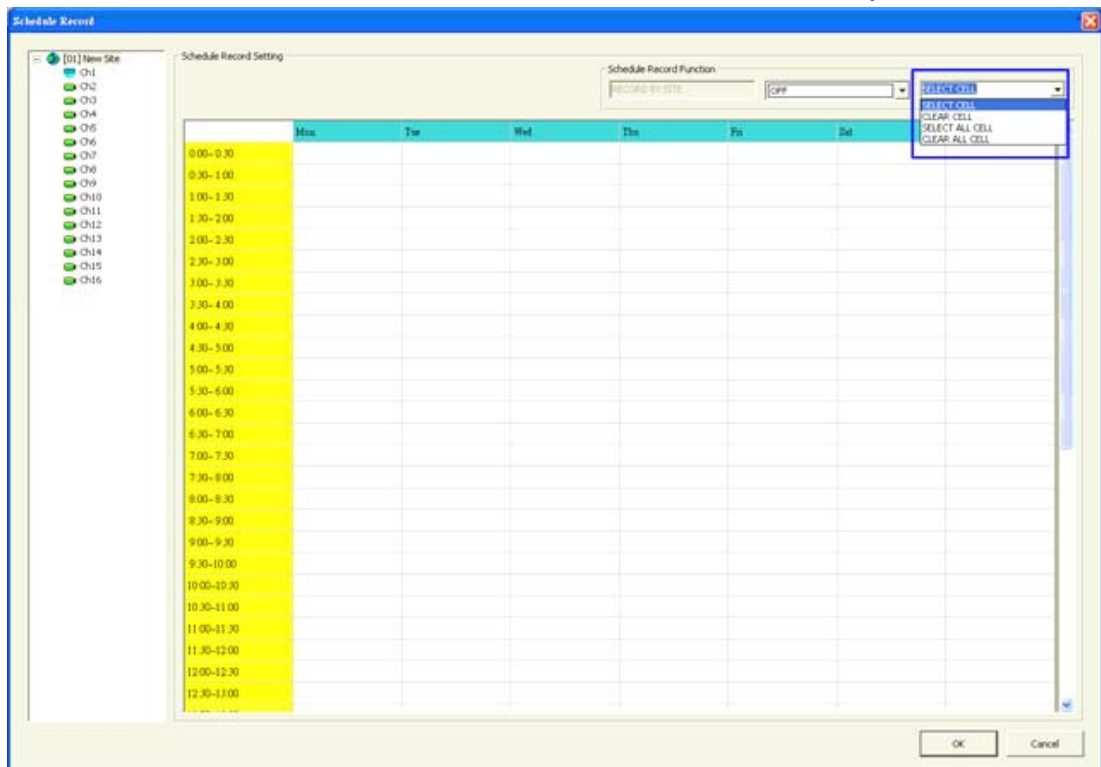 Schedule Record
[01] New Site
Ch1
Ch2
Ch3
Ch4
Ch5
Ch6
Ch7
Ch8
Ch9
Ch10
Ch11
Ch12
Ch13
Ch14
Ch15
Ch16
Schedule Record Setting
Schedule Record Function
RECORD BY SITE
OFF
SELECT CELL
SELECT CELL
CLEAR CELL
SELECT ALL CELL
CLEAR ALL CELL
Mon Tue Wed Thu Fri Sat
0:00~0:30
0:30~1:00
1:00~1:30
1:30~2:00
2:00~2:30
2:30~3:00
3:00~3:30
3:30~4:00
4:00~4:30
4:30~5:00
5:00~5:30
5:30~6:00
6:00~6:30
6:30~7:00
7:00~7:30
7:30~8:00
8:00~8:30
8:30~9:00
9:00~9:30
9:30~10:00
10:00~10:30
10:30~11:00
11:00~11:30
11:30~12:00
12:00~12:30
12:30~13:00
OK Cancel